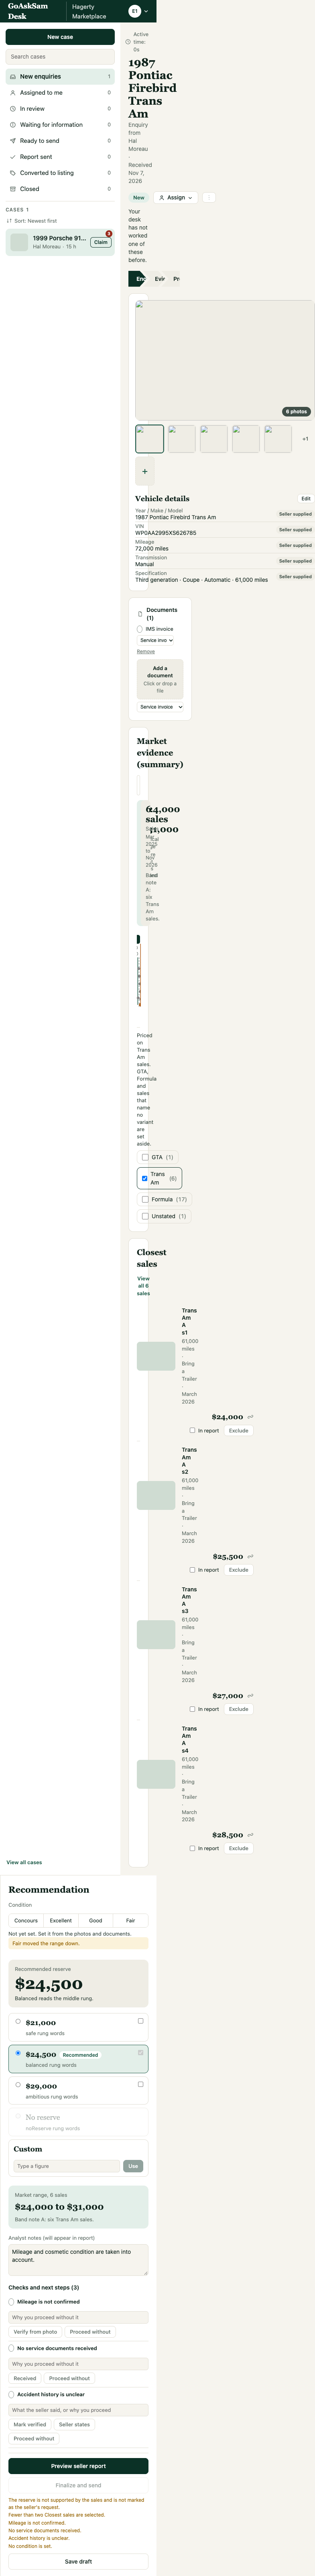 GoAskSam
Desk
Hagerty
Marketplace
E1
New case
Search cases
New enquiries 1
Assigned to me 0
In review 0
Waiting for information 0
Ready to send 0
Report sent 0
Converted to listing 0
Closed 0
CASES 1
Sort: Newest first
1999 Porsche 91...
Hal Moreau · 15 h
3
Claim
View all cases
Active
time:
0s
1987
Pontiac
Firebird
Trans
Am
Enquiry
from
Hal
Moreau
·
Received
Nov 7,
2026
New
Assign
Your
desk
has not
worked
one of
these
before.
6 photos
+1
+
Vehicle details
Edit
Year / Make / Model
1987 Pontiac Firebird Trans Am
Seller supplied
VIN
WP0AA2995XS626785
Seller supplied
Mileage
72,000 miles
Seller supplied
Transmission
Manual
Seller supplied
Specification
Third generation · Coupe · Automatic · 61,000 miles
Seller supplied
Documents
(1)
IMS invoice
Service invo
Remove
Add a
document
Click or drop a
file
Service invoice
Market
evidence
(summary)
Priced
on
Trans
Am
sales.
GTA,
Formula
and
sales
that
name
no
variant
are
set
aside.
GTA (1)
Trans
Am
(6)
Formula (17)
Unstated (1)
Closest
sales
View
all 6
sales
Trans
Am
A
s1
61,000
miles
·
Bring
a
Trailer
·
March
2026
$24,000
In report
Exclude
Trans
Am
A
s2
61,000
miles
·
Bring
a
Trailer
·
March
2026
$25,500
In report
Exclude
Trans
Am
A
s3
61,000
miles
·
Bring
a
Trailer
·
March
2026
$27,000
In report
Exclude
Trans
Am
A
s4
61,000
miles
·
Bring
a
Trailer
·
March
2026
$28,500
In report
Exclude
Recommendation
Condition
Concours
Excellent
Good
Fair
Not yet set. Set it from the photos and documents.
Fair moved the range down.
Recommended reserve
$24,500
Balanced reads the middle rung.
$21,000
safe rung words
$24,500 Recommended
balanced rung words
$29,000
ambitious rung words
No reserve
noReserve rung words
Custom
Type a figure
Use
Market range, 6 sales
$24,000 to $31,000
Band note A: six Trans Am sales.
Analyst notes (will appear in report)
Mileage and cosmetic condition are taken into
account.
Checks and next steps (3)
Mileage is not confirmed
Why you proceed without it
Verify from photo
Proceed without
No service documents received
Why you proceed without it
Received
Proceed without
Accident history is unclear
What the seller said, or why you proceed
Mark verified
Seller states
Proceed without
Preview seller report
Finalize and send
The reserve is not supported by the sales and is not marked
as the seller's request.
Fewer than two Closest sales are selected.
Mileage is not confirmed.
No service documents received.
Accident history is unclear.
No condition is set.
Save draft